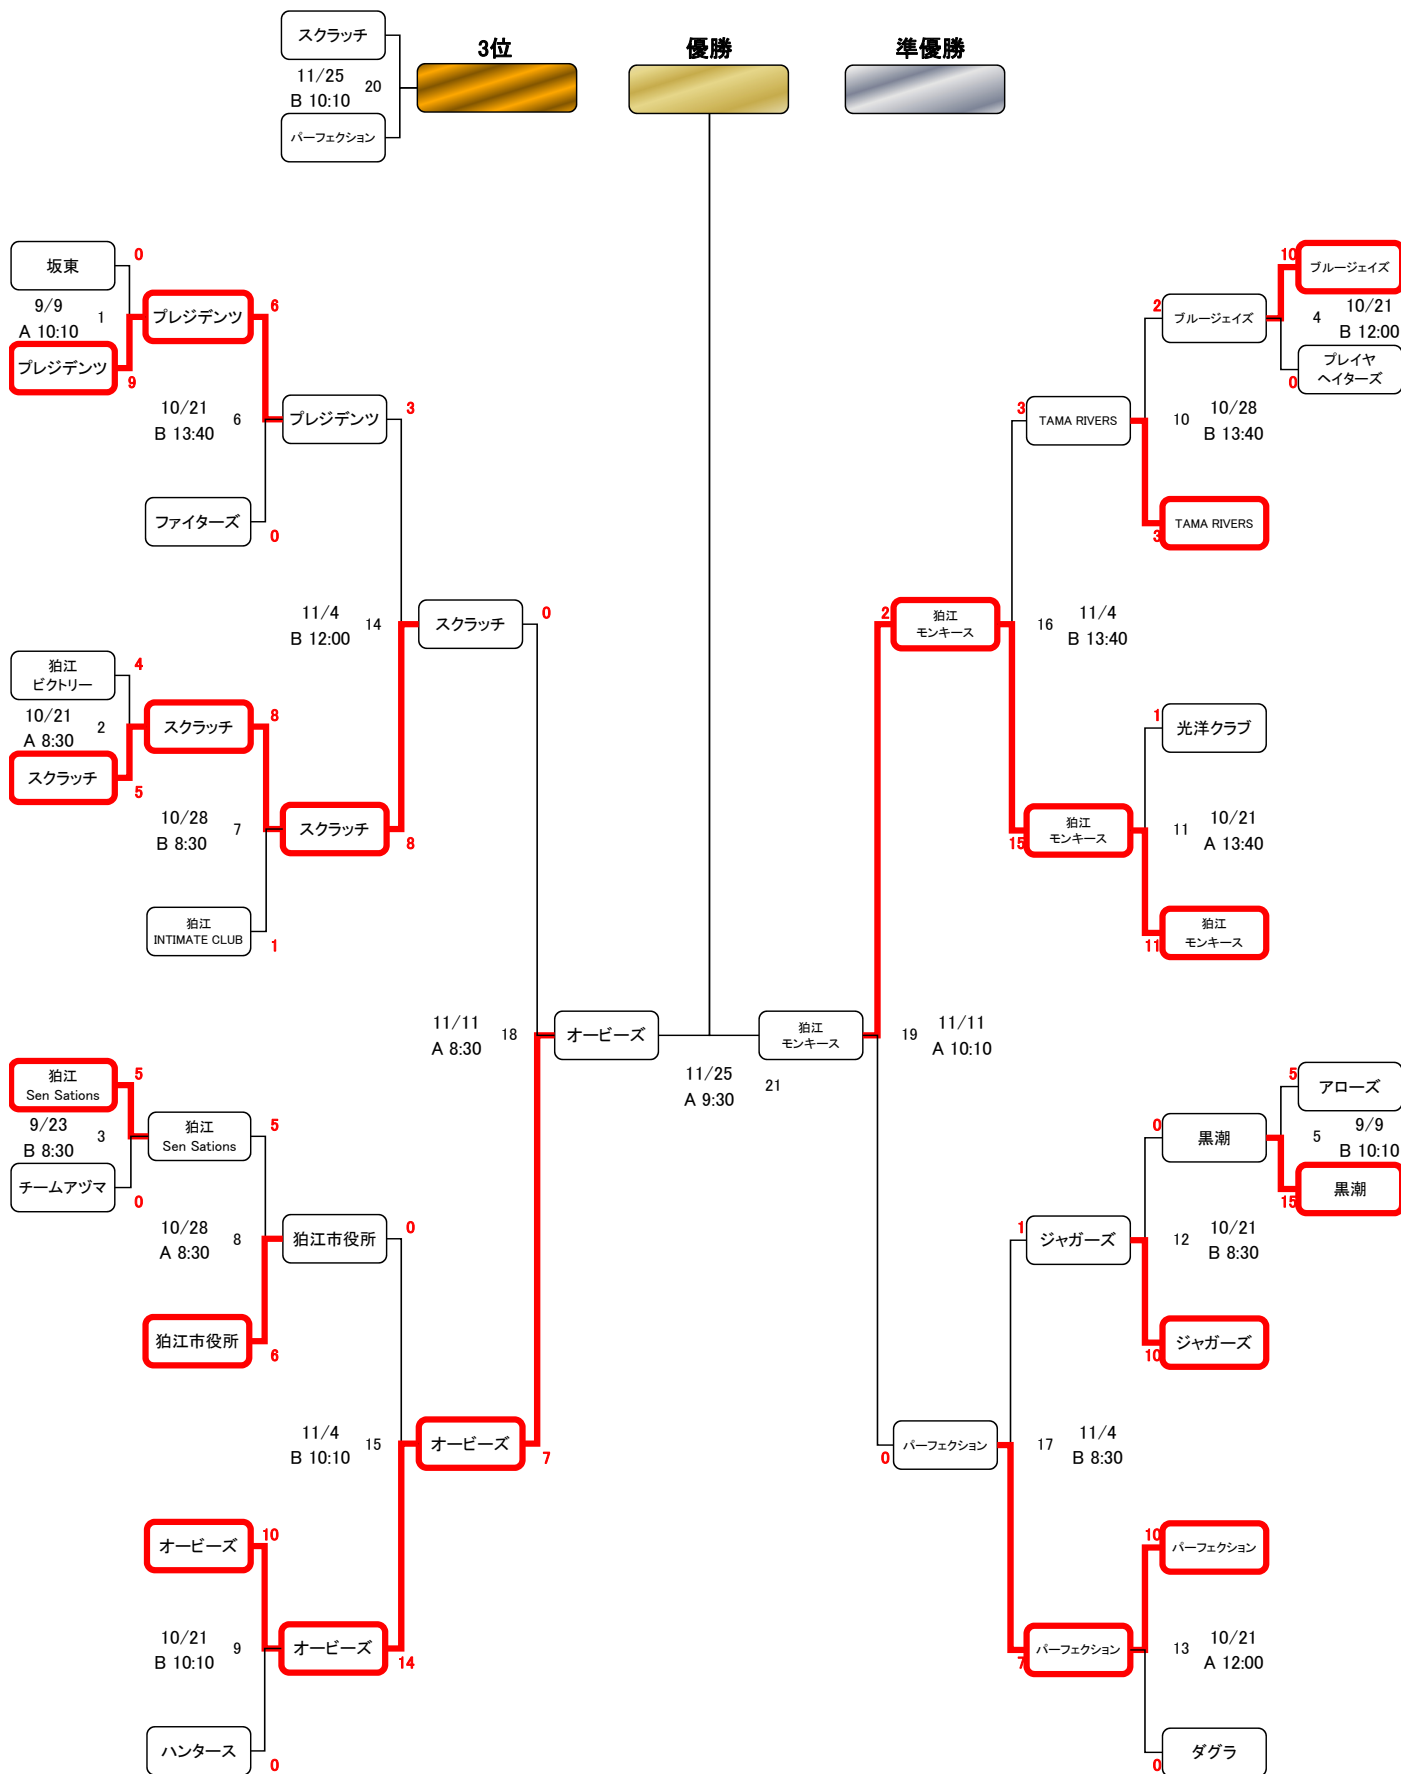 スクラッチ
3位
優勝
準優勝
11/25
20
B 10:10
パーフェクション
0
坂東
9/9
1
A 10:10
プレジデンツ
9
プレジデンツ
6
10/21
6
B 13:40
プレジデンツ
3
ファイターズ
0
11/4
14
B 12:00
スクラッチ
0
狛江
ビクトリー
4
10/21
2
A 8:30
スクラッチ
5
スクラッチ
8
10/28
7
B 8:30
スクラッチ
8
狛江
INTIMATE CLUB
1
11/11
18
A 8:30
オービーズ
狛江
Sen Sations
5
9/23
3
B 8:30
チームアヅマ
0
狛江
Sen Sations
5
10/28
8
A 8:30
狛江市役所
0
狛江市役所
6
11/4
15
B 10:10
オービーズ
7
オービーズ
10
10/21
9
B 10:10
オービーズ
14
ハンタース
0
11/25
21
A 9:30
10
ブルージェイズ
4
10/21
B 12:00
プレイヤ
ヘイターズ
0
2
ブルージェイズ
10
10/28
B 13:40
3
TAMA RIVERS
TAMA RIVERS
3
2
狛江
モンキース
16
11/4
B 13:40
1
光洋クラブ
狛江
モンキース
15
11
10/21
A 13:40
狛江
モンキース
11
狛江
モンキース
19
11/11
A 10:10
5
アローズ
5
9/9
B 10:10
黒潮
15
0
黒潮
12
10/21
B 8:30
1
ジャガーズ
ジャガーズ
10
パーフェクション
0
17
11/4
B 8:30
10
パーフェクション
パーフェクション
7
13
10/21
A 12:00
ダグラ
0